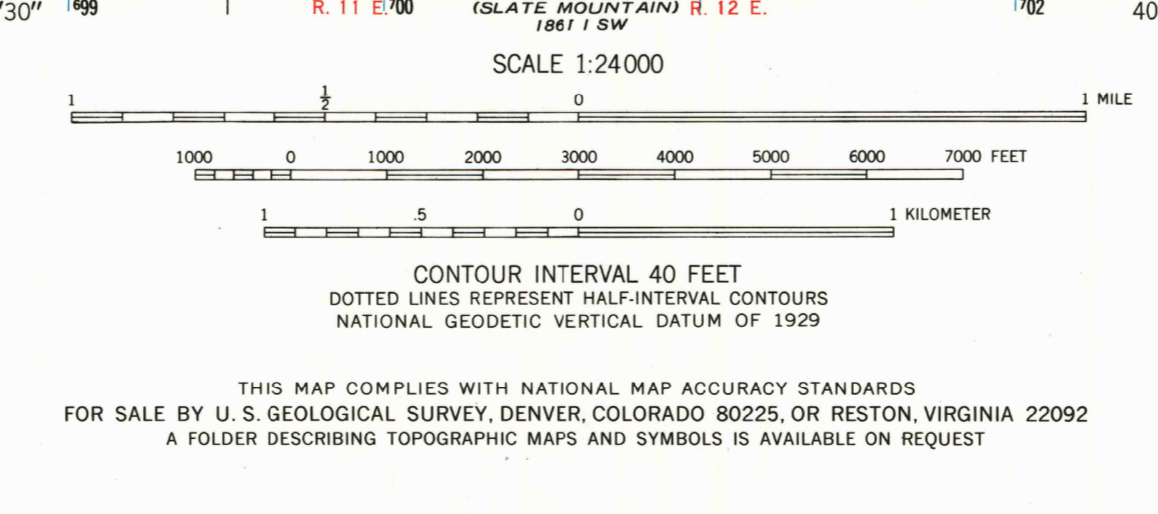 '30" 699 R. 11 E. 700 (SLATE MOUNTAIN) R. 12 E. 702 40
1861 I SW
SCALE 1:24000
1 1/2 0 1 MILE
1000 0 1000 2000 3000 4000 5000 6000 7000 FEET
1 .5 0 1 KILOMETER
CONTOUR INTERVAL 40 FEET
DOTTED LINES REPRESENT HALF-INTERVAL CONTOURS
NATIONAL GEODETIC VERTICAL DATUM OF 1929
THIS MAP COMPLIES WITH NATIONAL MAP ACCURACY STANDARDS
FOR SALE BY U. S. GEOLOGICAL SURVEY, DENVER, COLORADO 80225, OR RESTON, VIRGINIA 22092
A FOLDER DESCRIBING TOPOGRAPHIC MAPS AND SYMBOLS IS AVAILABLE ON REQUEST